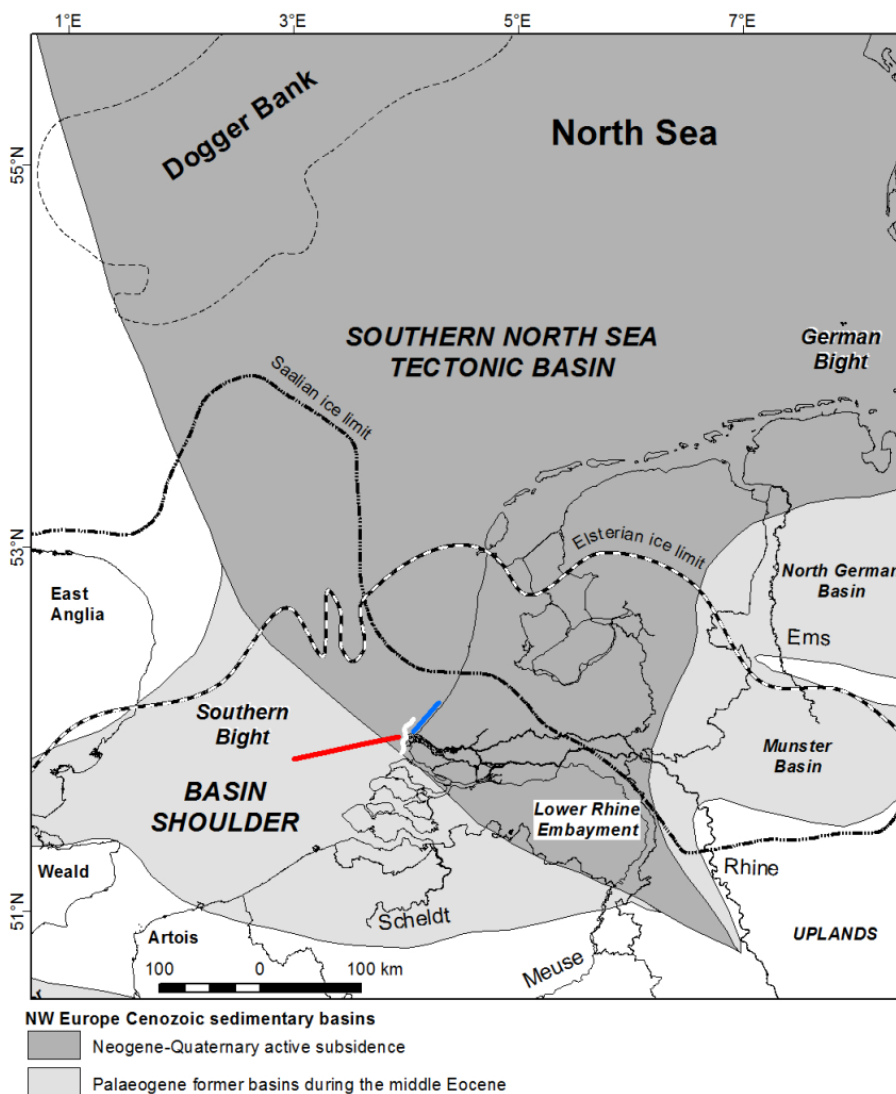 1°E 3°E 5°E 7°E
55°N
53°N
51°N
Dogger Bank
North Sea
SOUTHERN NORTH SEA
TECTONIC BASIN
German
Bight
Saalian ice limit
Elsterian ice limit
East
Anglia
North German
Basin
Ems
Southern
Bight
BASIN
SHOULDER
Munster
Basin
Lower Rhine
Embayment
Weald
Rhine
Scheldt
Artois
UPLANDS
Meuse
100 0 100 km
NW Europe Cenozoic sedimentary basins
Neogene-Quaternary active subsidence
Palaeogene former basins during the middle Eocene